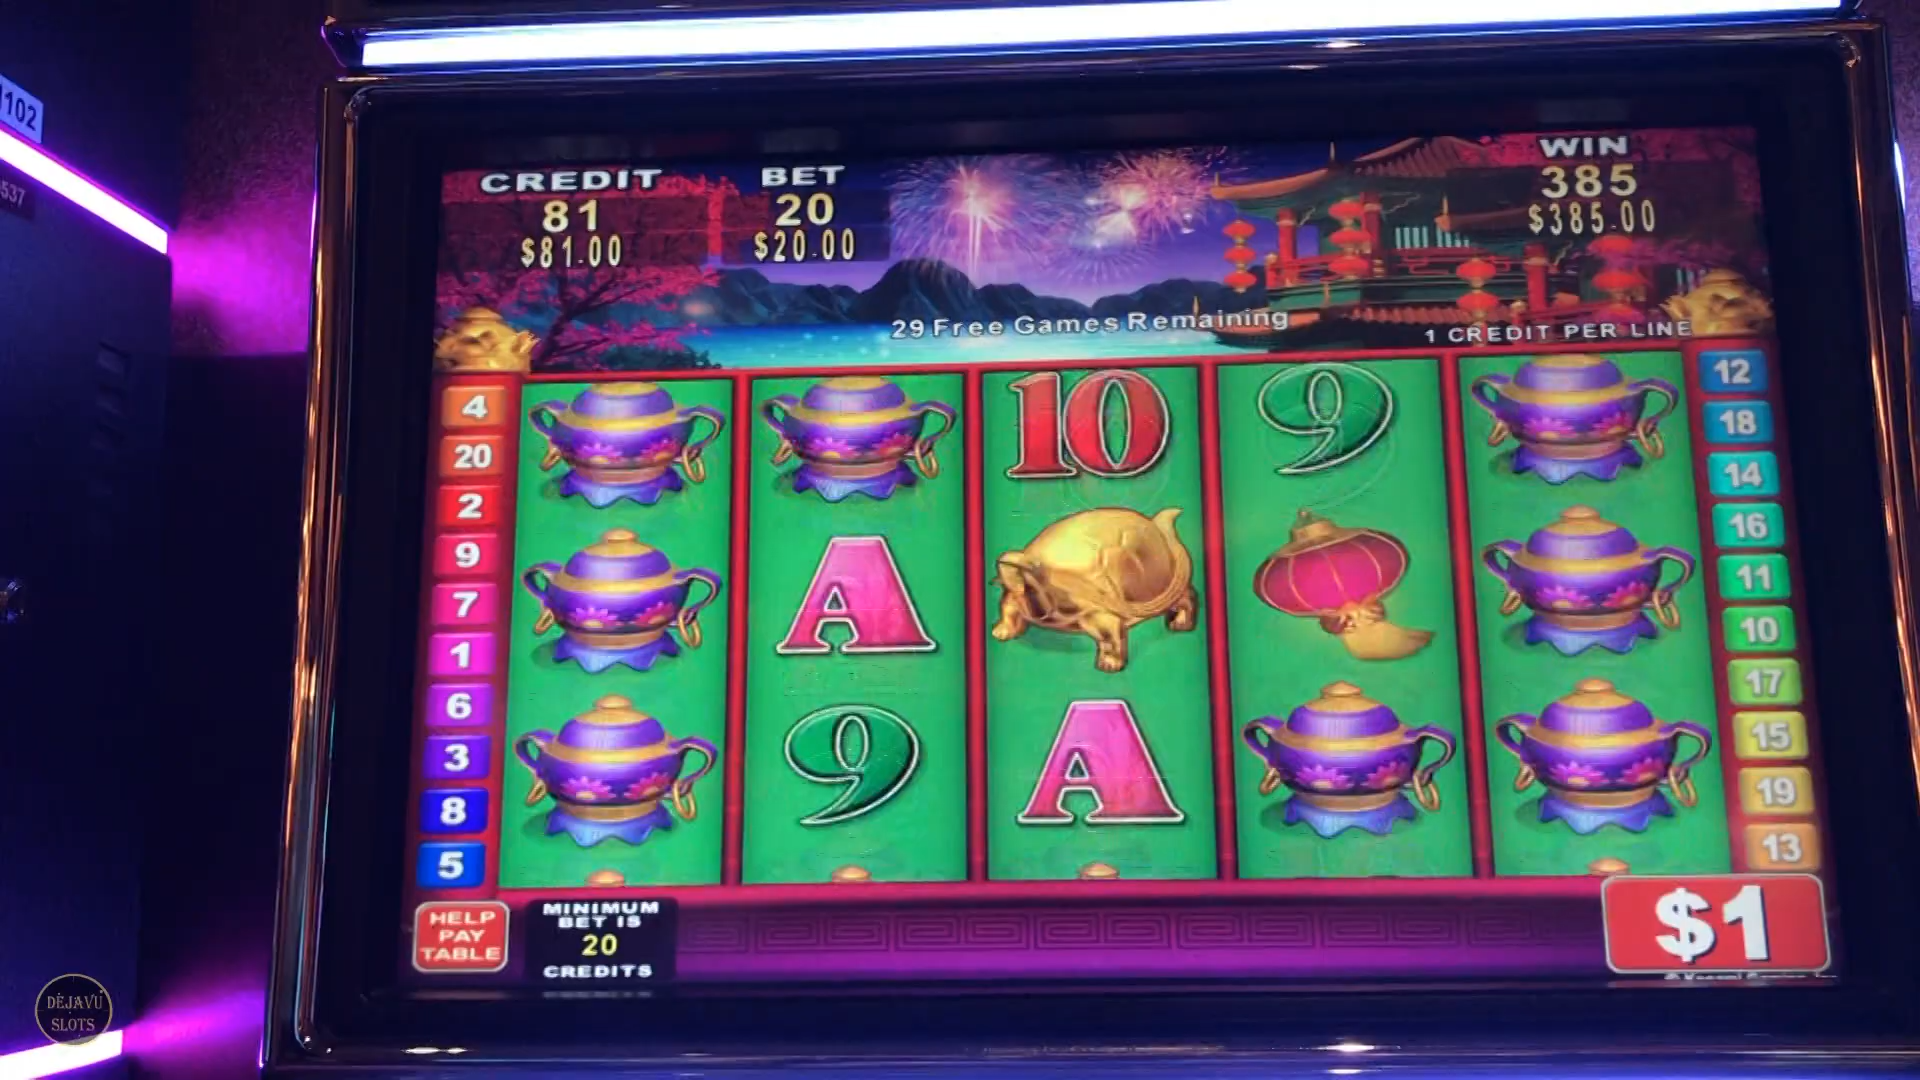 102
537
CREDIT
81
$81.00
BET
20
$20.00
WIN
385
$385.00
29 Free Games Remaining
1 CREDIT PER LINE
4
20
2
9
7
1
6
3
8
5
10
9
A
9
A
12
18
14
16
11
10
17
15
19
13
HELP
PAY
TABLE
MINIMUM
BET IS
20
CREDITS
$1
DEJAVU
SLOTS